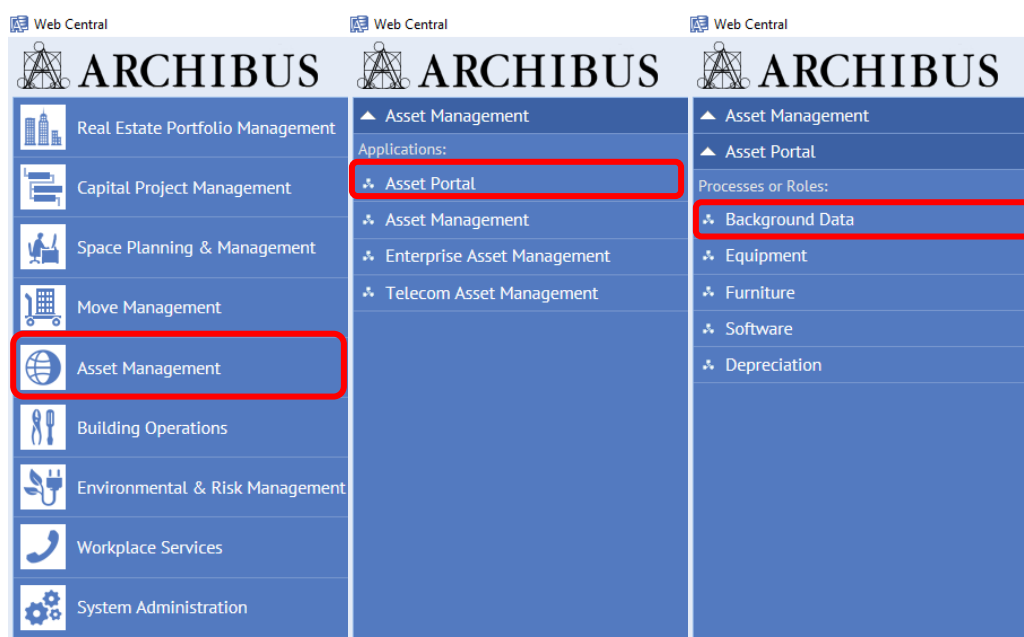 Web Central
ARCHIBUS
Real Estate Portfolio Management
Capital Project Management
Space Planning & Management
Move Management
Asset Management
Building Operations
Environmental & Risk Management
Workplace Services
System Administration
Web Central
ARCHIBUS
Asset Management
Applications:
Asset Portal
Asset Management
Enterprise Asset Management
Telecom Asset Management
Web Central
ARCHIBUS
Asset Management
Asset Portal
Processes or Roles:
Background Data
Equipment
Furniture
Software
Depreciation